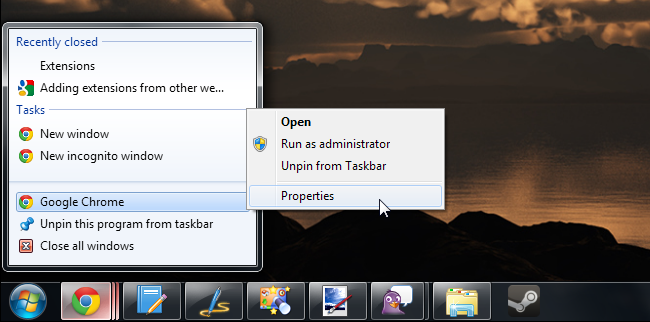 Recently closed
Extensions
Adding extensions from other we...
Tasks
New window
New incognito window
Google Chrome
Unpin this program from taskbar
Close all windows
Open
Run as administrator
Unpin from Taskbar
Properties